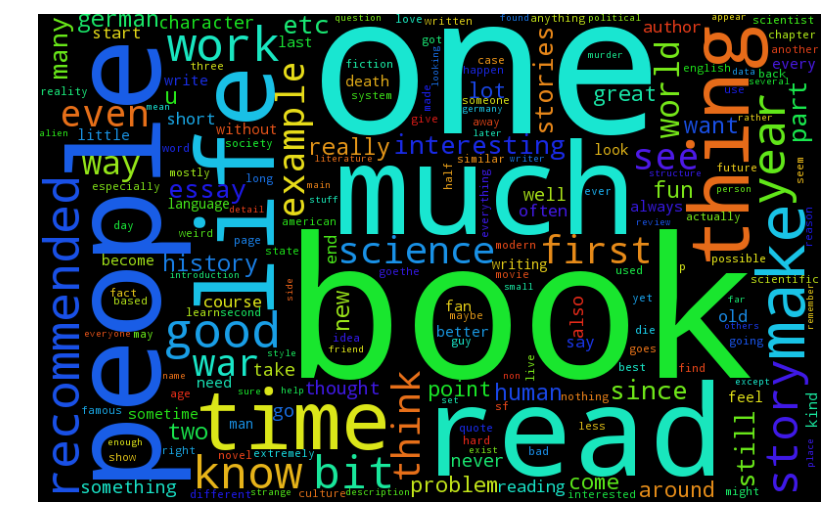 german
etc
character
last
love
written
anything
political
question
found
appear
scientist
author
chapter
another
start
many
work
three
write
reality
mean
alien
word
u
short
even
little
without
society
way
mostly
especially
essay
long
language
detail
weird
day
page
become
history
introduction
fact
based
course
state
learn
second
good
everyone
may
war
style
name
need
take
age
sure
help
famous
sometime
time
two
go
man
right
enough
show
novel
extremely
know
something
different
strange
culture
description
recommended
people
life
example
one
fiction
death
system
case
looking
happen
murder
got
made
germany
someone
lot
give
away
later
great
stories
world
english
data
back
every
several
use
rather
part
thing
year
see
want
look
really
interesting
literature
similar
writer
half
main
stuff
american
much
everything
well
often
ever
structure
fun
always
person
actually
future
seem
review
science
first
end
modern
writing
movie
goethe
small
used
p
possible
scientific
reason
side
book
new
fan
maybe
better
guy
idea
friend
also
say
yet
die
goes
far
old
others
going
remember
make
story
live
best
find
thought
point
non
set
human
nothing
since
except
feel
kind
place
think
read
sf
quote
less
hard
exist
bad
never
bit
problem
reading
come
interested
around
still
might